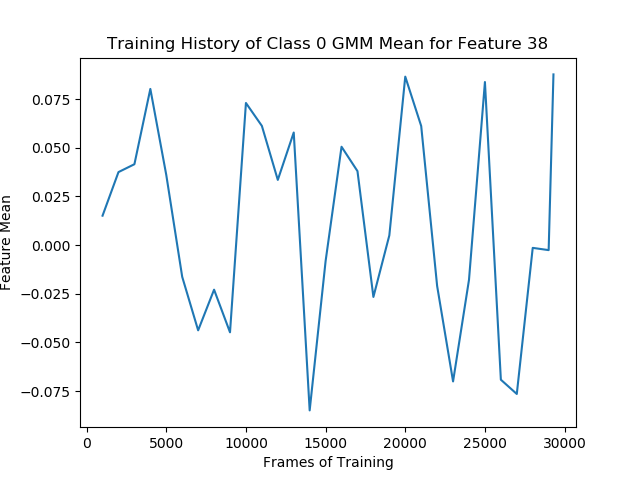 Training History of Class 0 GMM Mean for Feature 38
0.075
0.050
0.025
0.000
−0.025
−0.050
−0.075
Feature Mean
0 5000 10000 15000 20000 25000 30000
Frames of Training